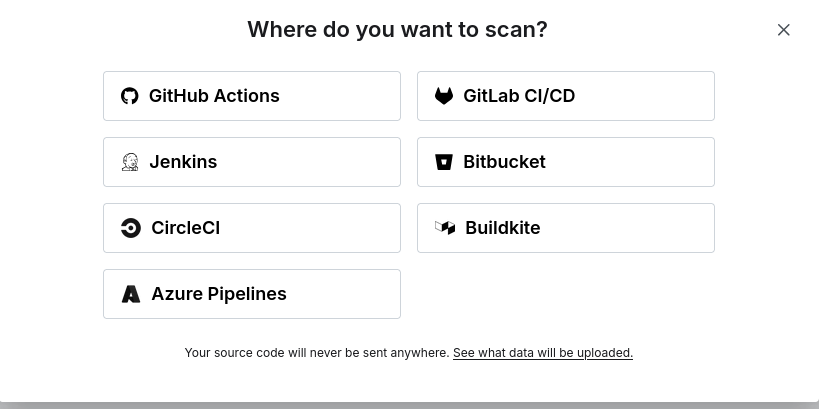 Where do you want to scan?
GitHub Actions
GitLab CI/CD
Jenkins
Bitbucket
CircleCI
Buildkite
Azure Pipelines
Your source code will never be sent anywhere. See what data will be uploaded.